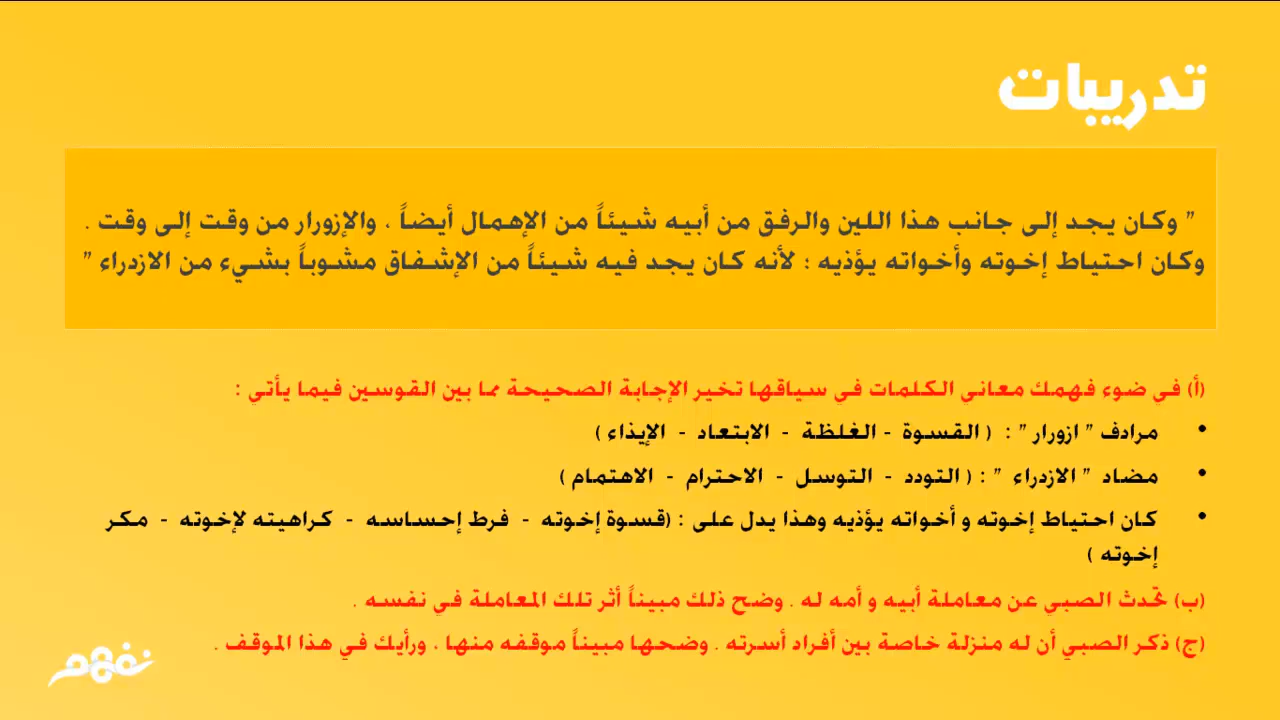 تدريبات
" وكان يجد إلى جانب هذا اللين والرفق من أبيه شيئاً من الإهمال أيضاً ، والإزورار من وقت إلى وقت .
وكان احتياط إخوته وأخواته يؤذيه ؛ لأنه كان يجد فيه شيئاً من الإشفاق مشوباً بشيء من الازدراء "
(أ) في ضوء فهمك معاني الكلمات في سياقها تخير الإجابة الصحيحة مما بين القوسين فيما يأتي :
• مرادف " ازورار " : ( القسوة - الغلظة - الابتعاد - الإيذاء )
• مضاد " الازدراء " : ( التودد - التوسل - الاحترام - الاهتمام )
• كان احتياط إخوته و أخواته يؤذيه وهذا يدل على : (قسوة إخوته - فرط إحساسه - كراهيته لإخوته - مكر
إخوته )
(ب) تحدث الصبي عن معاملة أبيه و أمه له . وضح ذلك مبيناً أثر تلك المعاملة في نفسه .
(ج) ذكر الصبي أن له منزلة خاصة بين أفراد أسرته . وضحها مبيناً موقفه منها ، ورأيك في هذا الموقف .
نفهم